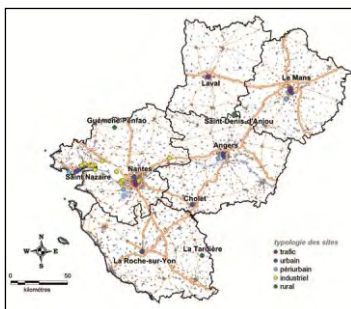 Le Mans
Laval
Saint-Denis-d'Anjou
Guémené-Penfao
Angers
Saint Nazaire
Nantes
Cholet
La Tardière
La Roche-sur-Yon
typologie des sites
trafic
urbain
périurbain
industriel
rural
N
W
E
S
0
50
kilomètres